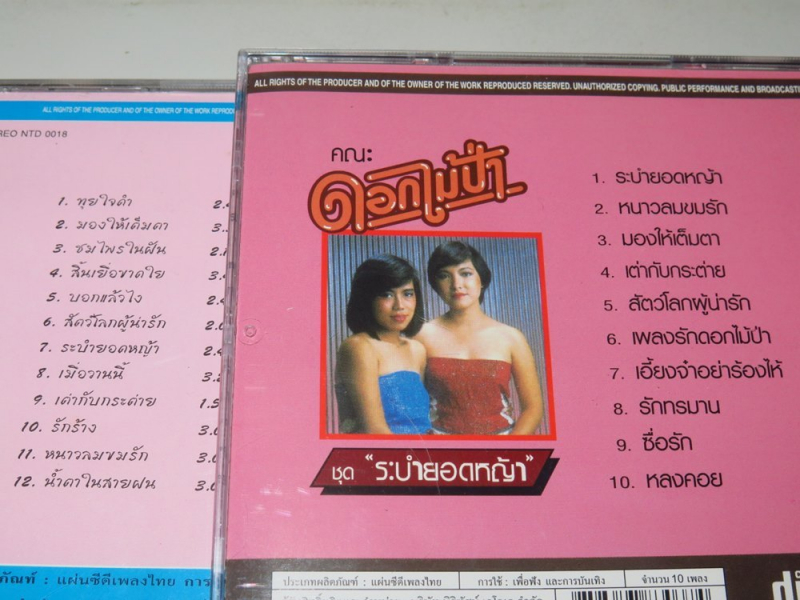 ALL RIGHTS OF THE PRODUCER AND OF THE OWNER OF THE WORK REPRODUCED RESERVED. UNAUTHORIZED COPYING, PUBLIC PERFORMANCE AND BROADCASTIN
คณะ
ดอกไม้ป่า
1. ระบำยอดหญ้า
2. หนาวลมขมรัก
3. มองให้เต็มตา
4. เต่ากับกระต่าย
5. สัตว์โลกผู้น่ารัก
6. เพลงรักดอกไม้ป่า
7. เอี้ยงจ๋าอย่าร้องไห้
8. รักทรมาน
9. ซื่อรัก
10. หลงคอย
ชุด "ระบำยอดหญ้า"
ประเภทผลิตภัณฑ์ : แผ่นซีดีเพลงไทย การใช้ : เพื่อฟัง และการบันเทิง จำนวน 10 เพลง
ALL RIGHTS OF THE PRODUCER AND OF THE OWNER OF THE WORK REPROD
REO NTD 0018
1. ทุยใจดำ
2. มองให้เต็มตา
3. ชมไพรในฝัน
4. สิ้นเยื่อขาดใย
5. บอกแล้วไง
6. สัตว์โลกผู้น่ารัก
7. ระบำยอดหญ้า
8. เมื่อวานนี้
9. เต่ากับกระต่าย
10. รักร้าง
11. หนาวลมขมรัก
12. น้ำตาในสายฝน
ภัณฑ์ : แผ่นซีดีเพลงไทย การ